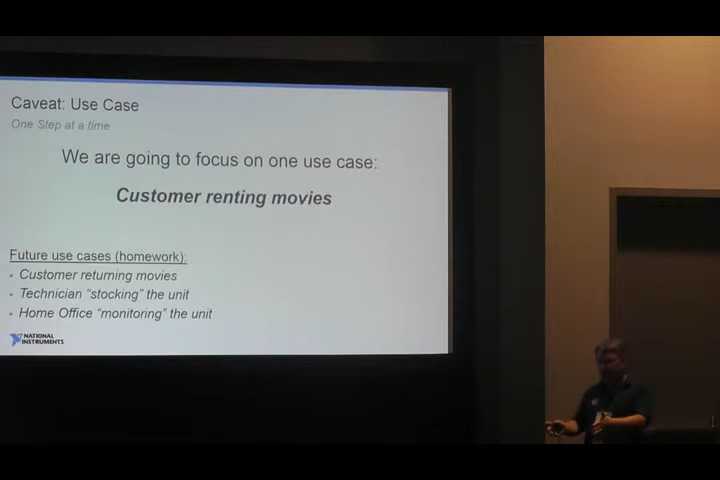 Caveat: Use Case
One Step at a time
We are going to focus on one use case:
Customer renting movies
Future use cases (homework):
Customer returning movies
Technician “stocking” the unit
Home Office “monitoring” the unit
NATIONAL
INSTRUMENTS